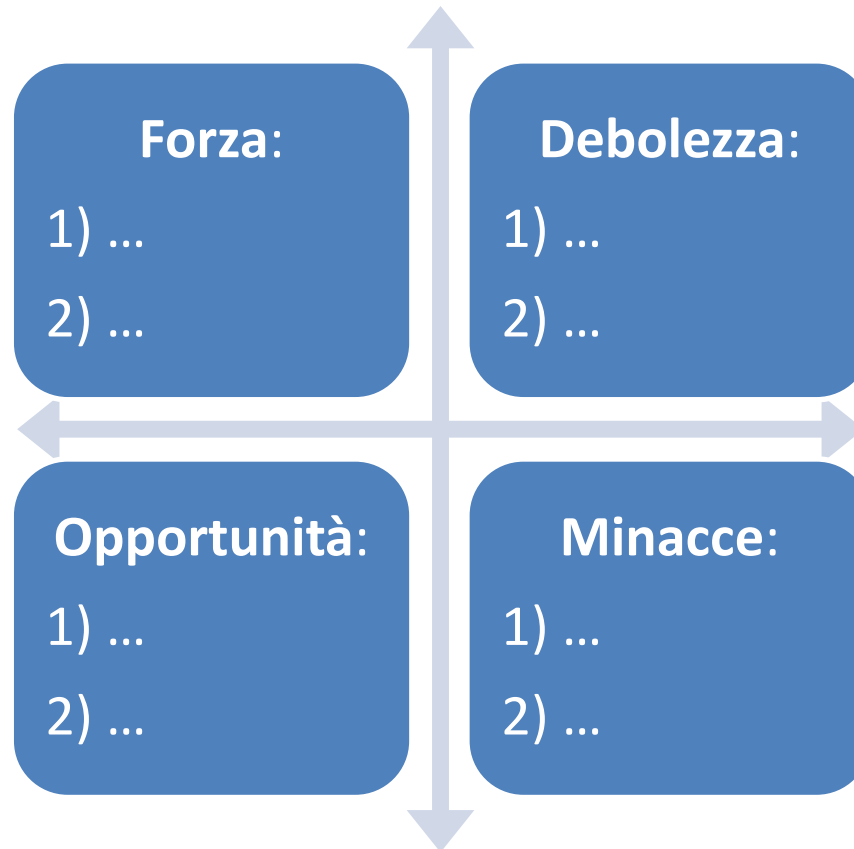 Forza:
1) ...
2) ...
Debolezza:
1) ...
2) ...
Opportunità:
1) ...
2) ...
Minacce:
1) ...
2) ...